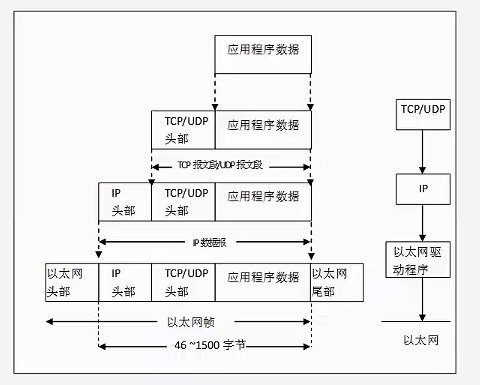 应用程序数据
TCP/UDP
头部
应用程序数据
TCP 报文段/UDP 报文段
IP
头部
TCP/UDP
头部
应用程序数据
IP 数据报
以太网
头部
IP
头部
TCP/UDP
头部
应用程序数据
以太网
尾部
以太网帧
46 ~1500 字节
TCP/UDP
IP
以太网驱
动程序
以太网